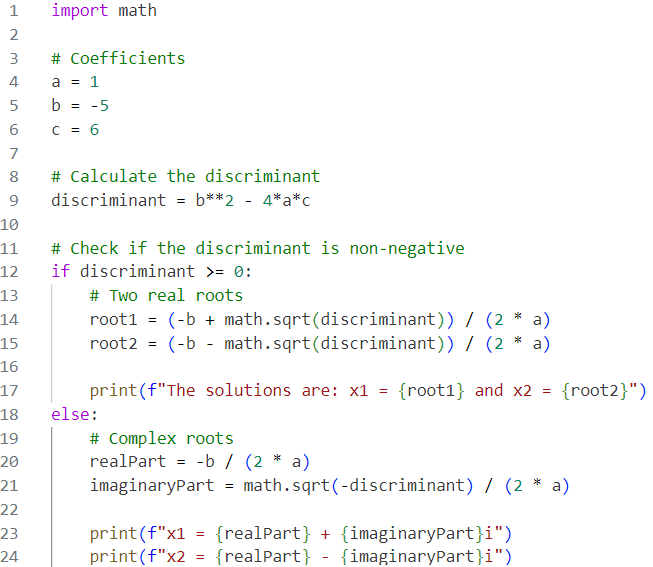 1 import math
2
3 # Coefficients
4 a = 1
5 b = -5
6 c = 6
7
8 # Calculate the discriminant
9 discriminant = b**2 - 4*a*c
10
11 # Check if the discriminant is non-negative
12 if discriminant >= 0:
13     # Two real roots
14     root1 = (-b + math.sqrt(discriminant)) / (2 * a)
15     root2 = (-b - math.sqrt(discriminant)) / (2 * a)
16
17     print(f"The solutions are: x1 = {root1} and x2 = {root2}")
18 else:
19     # Complex roots
20     realPart = -b / (2 * a)
21     imaginaryPart = math.sqrt(-discriminant) / (2 * a)
22
23     print(f"x1 = {realPart} + {imaginaryPart}i")
24     print(f"x2 = {realPart} - {imaginaryPart}i")